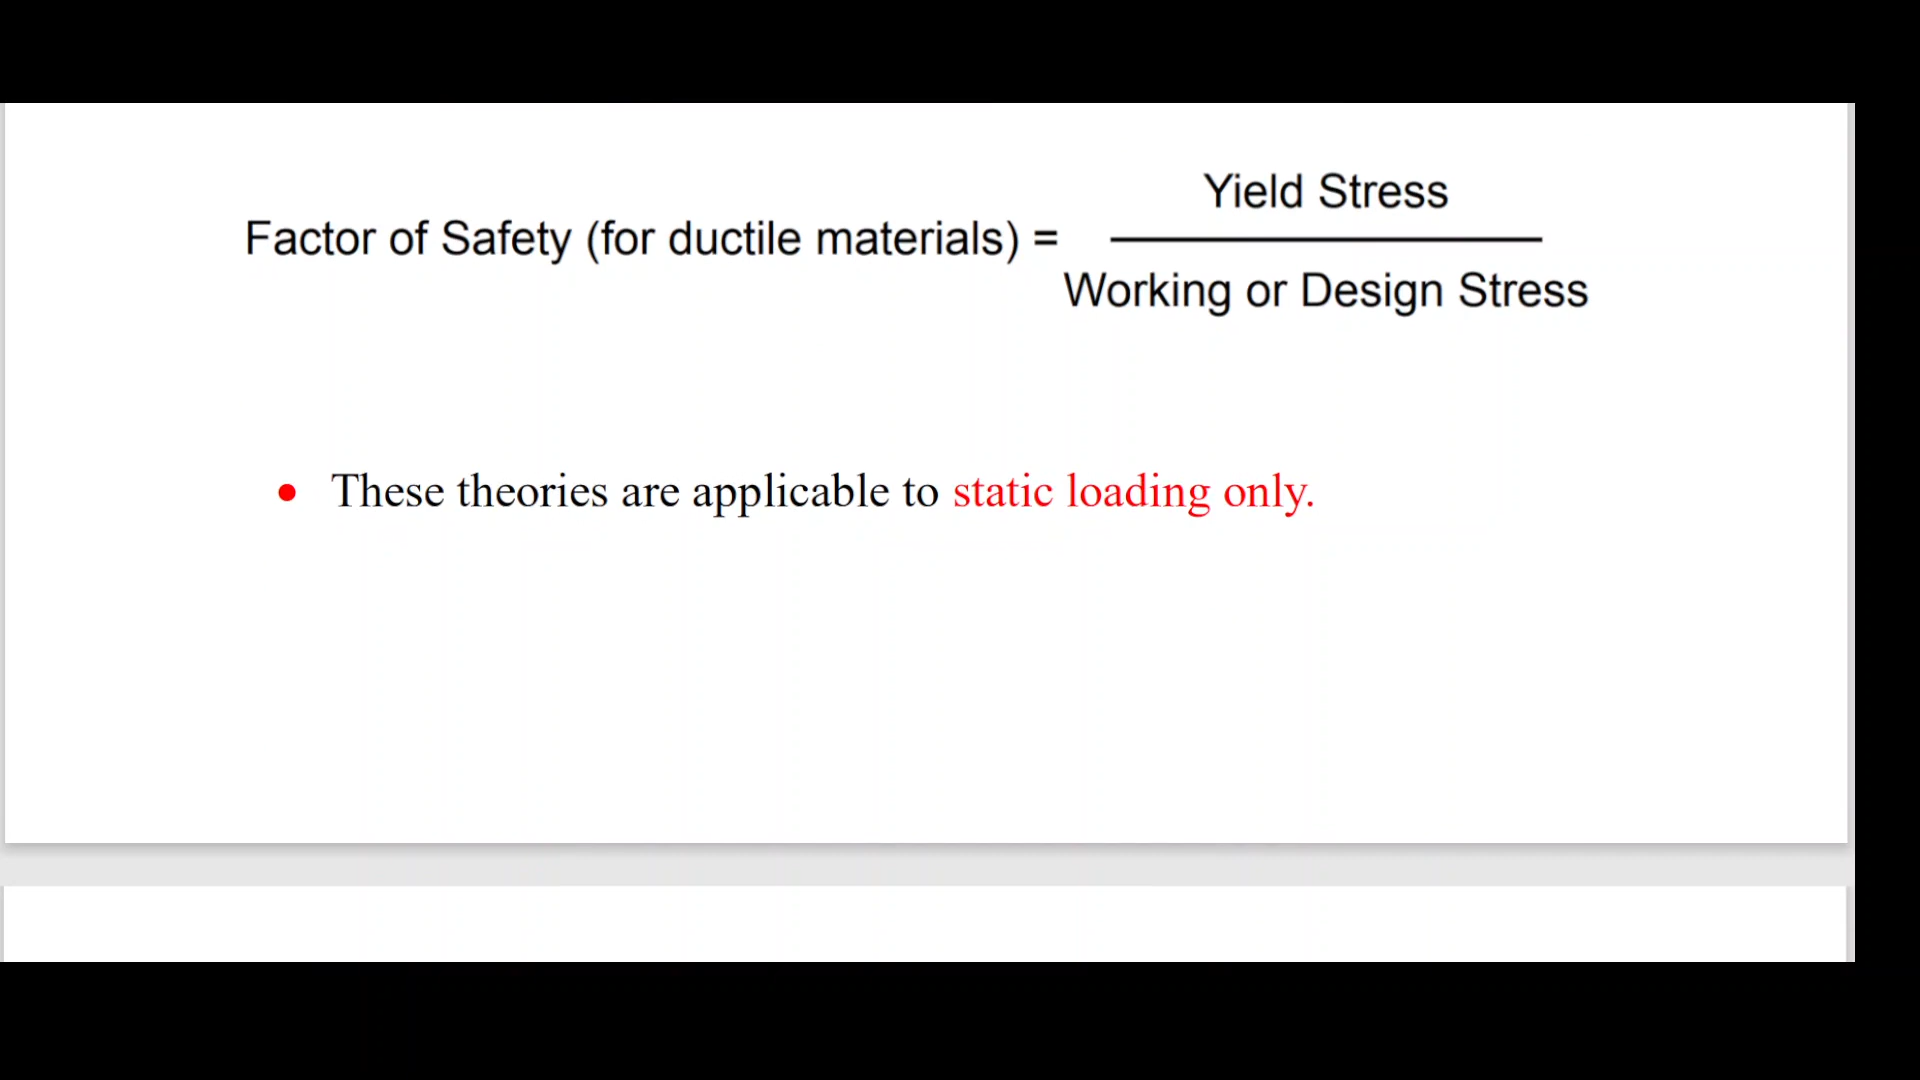 Yield Stress
Factor of Safety (for ductile materials) =
Working or Design Stress
• These theories are applicable to static loading only.